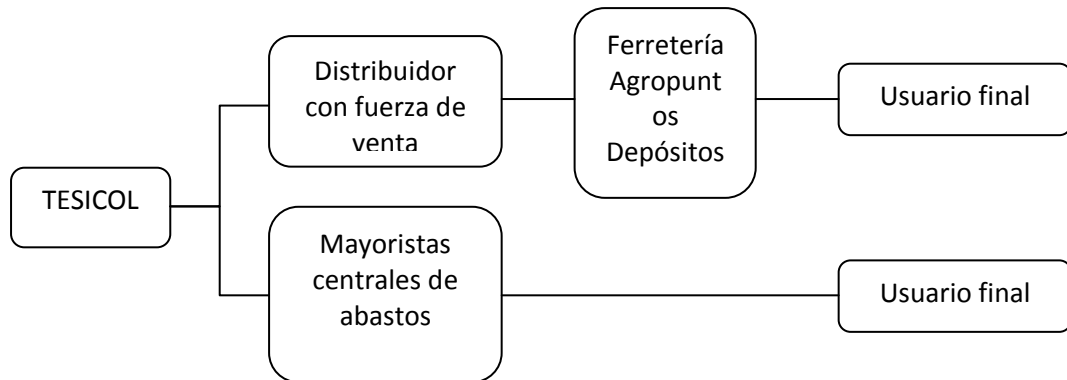 TESICOL
Distribuidor
con fuerza de
venta
Ferretería
Agropunt
os
Depósitos
Usuario final
Mayoristas
centrales de
abastos
Usuario final